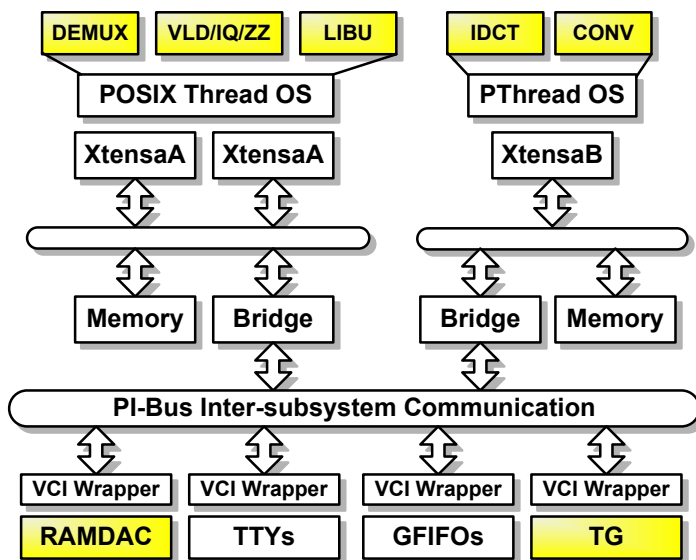 DEMUX VLD/IQ/ZZ LIBU IDCT CONV
POSIX Thread OS PThread OS
XtensaA XtensaA XtensaB
Memory Bridge Bridge Memory
PI-Bus Inter-subsystem Communication
VCI Wrapper VCI Wrapper VCI Wrapper VCI Wrapper
RAMDAC TTYs GFIFOs TG